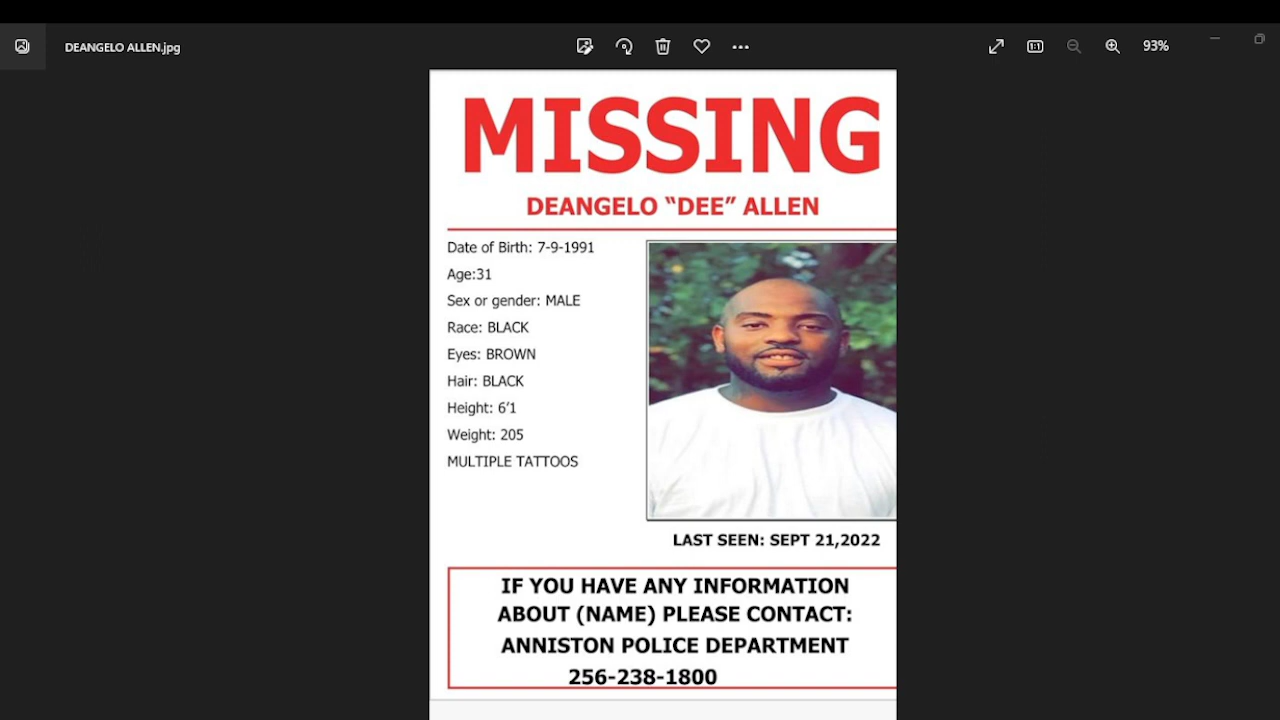 DEANGELO ALLEN.jpg
93%
MISSING
DEANGELO “DEE” ALLEN
Date of Birth: 7-9-1991
Age:31
Sex or gender: MALE
Race: BLACK
Eyes: BROWN
Hair: BLACK
Height: 6’1
Weight: 205
MULTIPLE TATTOOS
LAST SEEN: SEPT 21,2022
IF YOU HAVE ANY INFORMATION
ABOUT (NAME) PLEASE CONTACT:
ANNISTON POLICE DEPARTMENT
256-238-1800